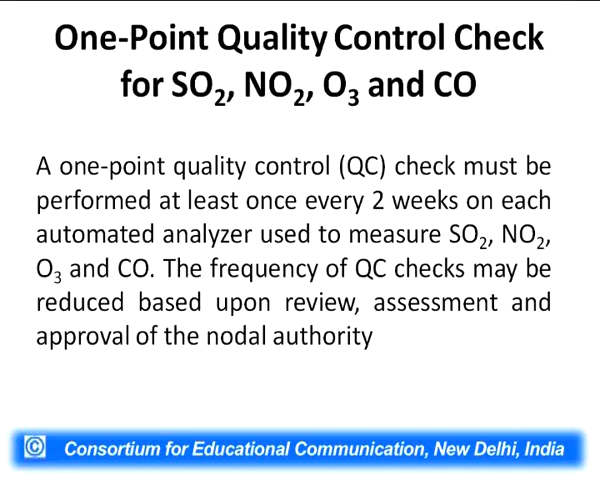 One-Point Quality Control Check
for SO₂, NO₂, O₃ and CO
A one-point quality control (QC) check must be
performed at least once every 2 weeks on each
automated analyzer used to measure SO₂, NO₂,
O₃ and CO. The frequency of QC checks may be
reduced based upon review, assessment and
approval of the nodal authority
© Consortium for Educational Communication, New Delhi, India